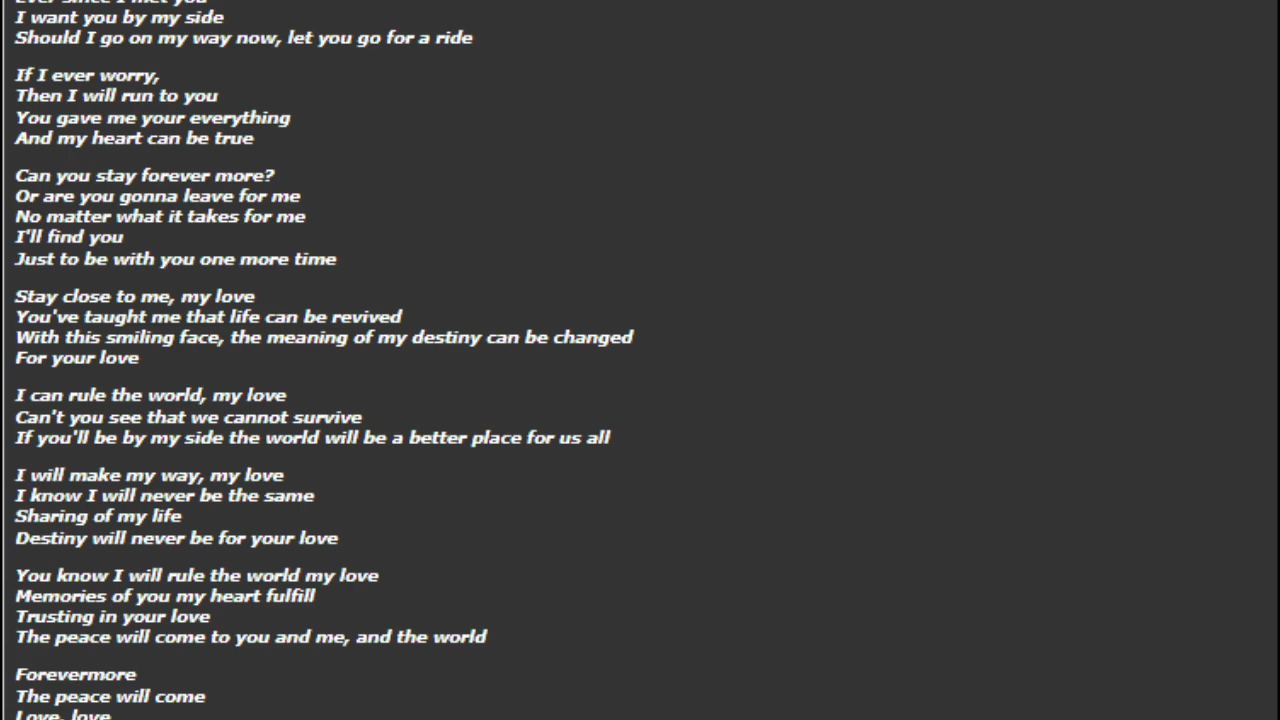 Ever since I met you
I want you by my side
Should I go on my way now, let you go for a ride
If I ever worry,
Then I will run to you
You gave me your everything
And my heart can be true
Can you stay forever more?
Or are you gonna leave for me
No matter what it takes for me
I'll find you
Just to be with you one more time
Stay close to me, my love
You've taught me that life can be revived
With this smiling face, the meaning of my destiny can be changed
For your love
I can rule the world, my love
Can't you see that we cannot survive
If you'll be by my side the world will be a better place for us all
I will make my way, my love
I know I will never be the same
Sharing of my life
Destiny will never be for your love
You know I will rule the world my love
Memories of you my heart fulfill
Trusting in your love
The peace will come to you and me, and the world
Forevermore
The peace will come
Love, love